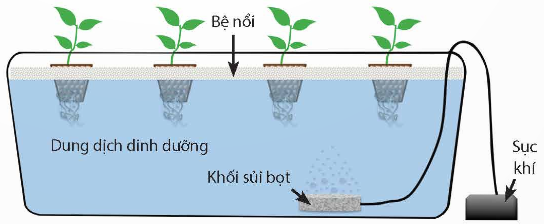 Bệ nổi
Dung dịch dinh dưỡng
Khối sủi bọt
Sục
khí